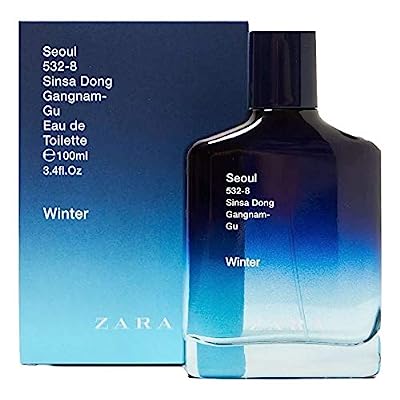 Seoul
532-8
Sinsa Dong
Gangnam-
Gu
Eau de
Toilette
℮100ml
3.4fl.Oz
Winter
ZARA
Seoul
532-8
Sinsa Dong
Gangnam-
Gu
Winter
ZAR